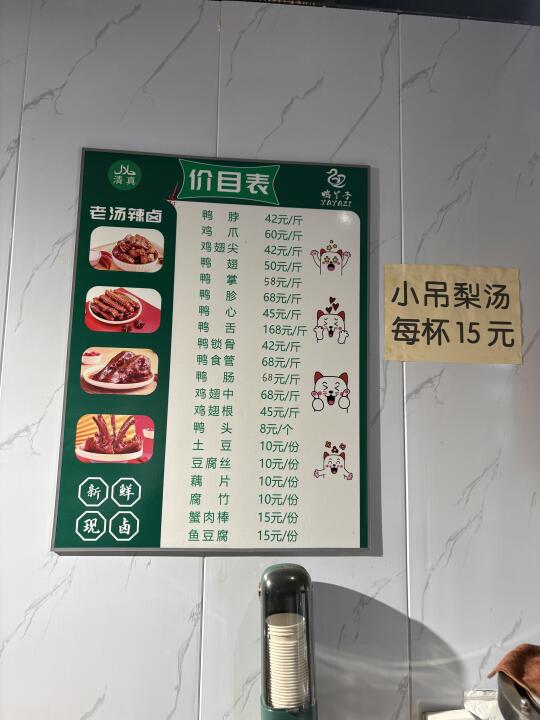 清真
价目表
鸭丫子
YAYAZI
老汤辣卤
鸭脖 42元/斤
鸡爪 60元/斤
鸡翅尖 42元/斤
鸭翅 50元/斤
鸭掌 58元/斤
鸭胗 68元/斤
鸭心 45元/斤
鸭舌 168元/斤
鸭锁骨 42元/斤
鸭食管 68元/斤
鸭肠 68元/斤
鸡翅中 68元/斤
鸡翅根 45元/斤
鸭头 8元/个
土豆 10元/份
豆腐丝 10元/份
藕片 10元/份
腐竹 10元/份
蟹肉棒 15元/份
鱼豆腐 15元/份
新鲜
现卤
小吊梨汤
每杯15元